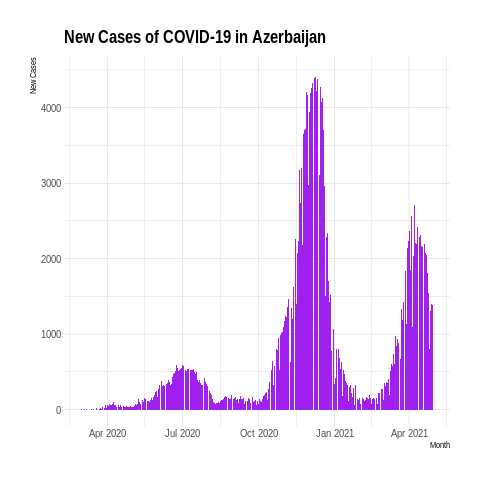 New Cases of COVID-19 in Azerbaijan
New Cases
4000
3000
2000
1000
0
Apr 2020 Jul 2020 Oct 2020 Jan 2021 Apr 2021
Month